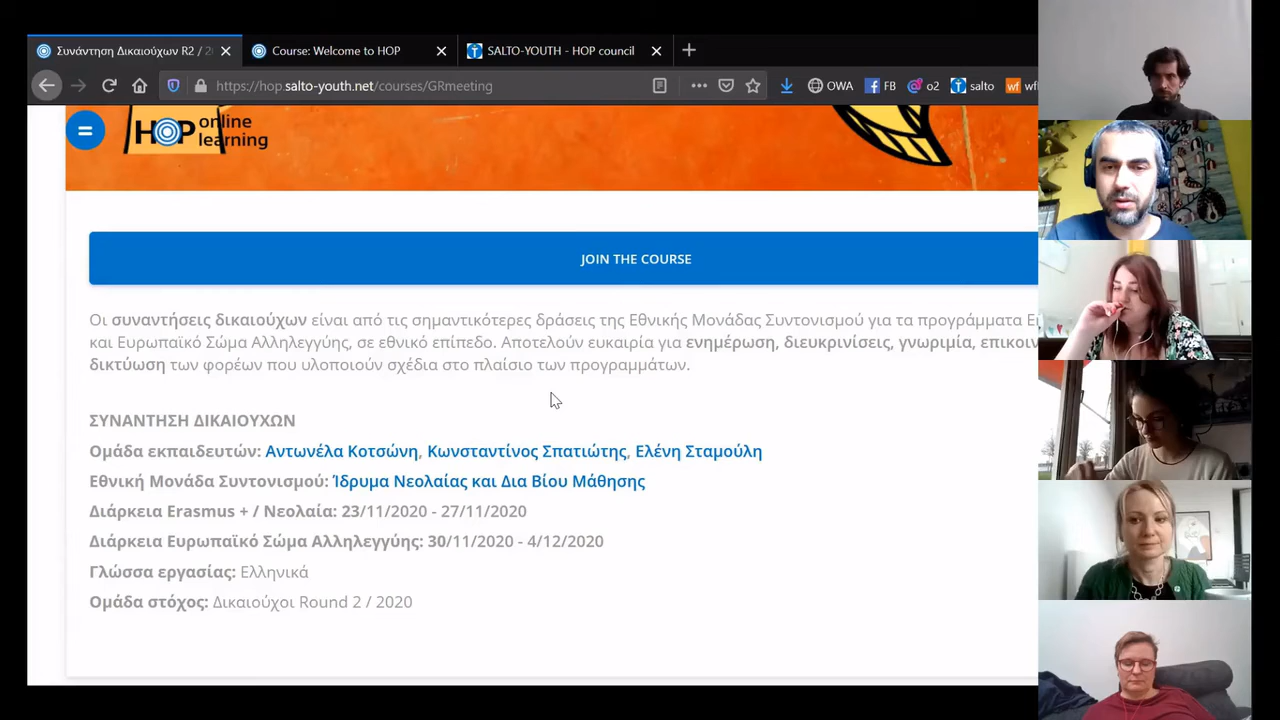 Συνάντηση Δικαιούχων R2 / 2
Course: Welcome to HOP
SALTO-YOUTH - HOP council
https://hop.salto-youth.net/courses/GRmeeting
OWA
FB
o2
salto
HOP online learning
JOIN THE COURSE
Οι συναντήσεις δικαιούχων είναι από τις σημαντικότερες δράσεις της Εθνικής Μονάδας Συντονισμού για τα προγράμματα
και Ευρωπαϊκό Σώμα Αλληλεγγύης, σε εθνικό επίπεδο. Αποτελούν ευκαιρία για ενημέρωση, διευκρινίσεις, γνωριμία, επικοιν
δικτύωση των φορέων που υλοποιούν σχέδια στο πλαίσιο των προγραμμάτων.
ΣΥΝΑΝΤΗΣΗ ΔΙΚΑΙΟΥΧΩΝ
Ομάδα εκπαιδευτών: Αντωνέλα Κοτσώνη, Κωνσταντίνος Σπατιώτης, Ελένη Σταμούλη
Εθνική Μονάδα Συντονισμού: Ίδρυμα Νεολαίας και Δια Βίου Μάθησης
Διάρκεια Erasmus + / Νεολαία: 23/11/2020 - 27/11/2020
Διάρκεια Ευρωπαϊκό Σώμα Αλληλεγγύης: 30/11/2020 - 4/12/2020
Γλώσσα εργασίας: Ελληνικά
Ομάδα στόχος: Δικαιούχοι Round 2 / 2020